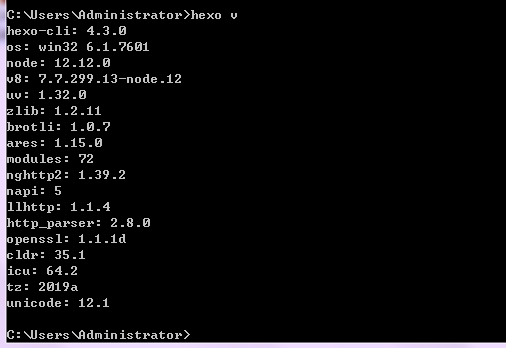 C:\Users\Administrator>hexo v
hexo-cli: 4.3.0
os: win32 6.1.7601
node: 12.12.0
v8: 7.7.299.13-node.12
uv: 1.32.0
zlib: 1.2.11
brotli: 1.0.7
ares: 1.15.0
modules: 72
nghttp2: 1.39.2
napi: 5
llhttp: 1.1.4
http_parser: 2.8.0
openssl: 1.1.1d
cldr: 35.1
icu: 64.2
tz: 2019a
unicode: 12.1
C:\Users\Administrator>